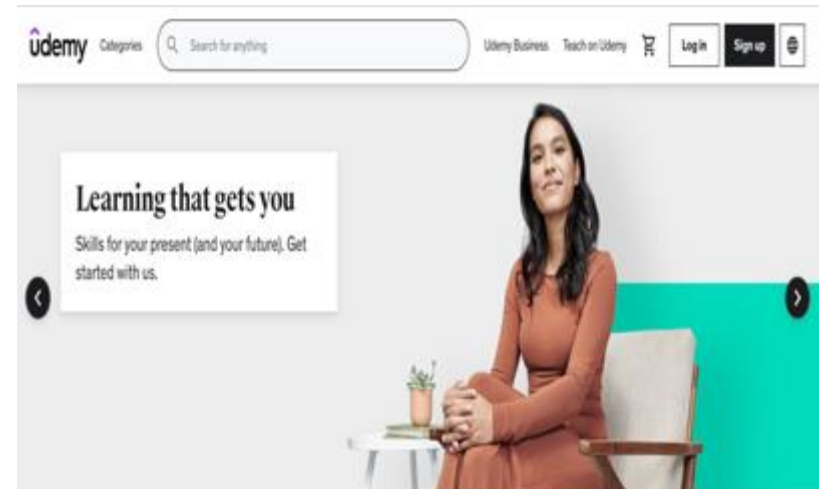 ûdemy Categories Search for anything Udemy Business Teach on Udemy Log in Sign up
Learning that gets you
Skills for your present (and your future). Get
started with us.